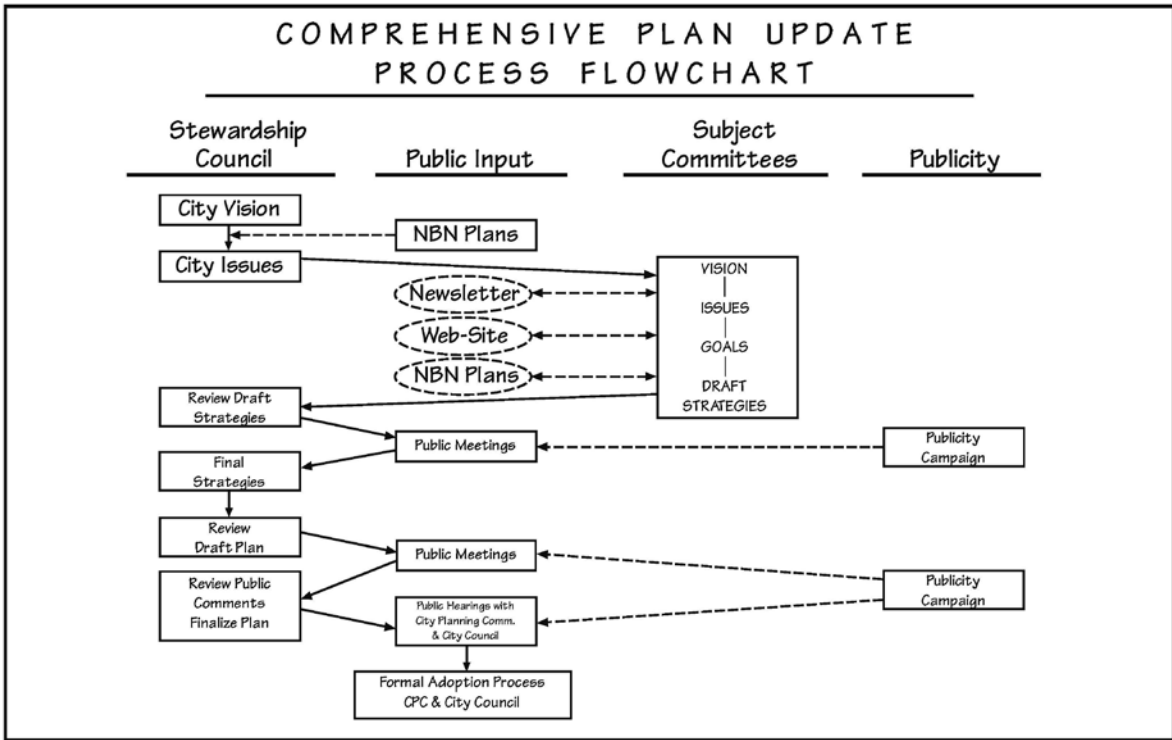 COMPREHENSIVE PLAN UPDATE
PROCESS FLOWCHART
Stewardship
Council
Public Input
Subject
Committees
Publicity
City Vision
NBN Plans
City Issues
VISION
Newsletter
ISSUES
Web-Site
GOALS
NBN Plans
DRAFT
STRATEGIES
Review Draft
Strategies
Public Meetings
Publicity
Campaign
Final
Strategies
Review
Draft Plan
Public Meetings
Review Public
Comments
Finalize Plan
Publicity
Campaign
Public Hearings with
City Planning Comm.
& City Council
Formal Adoption Process
CPC & City Council